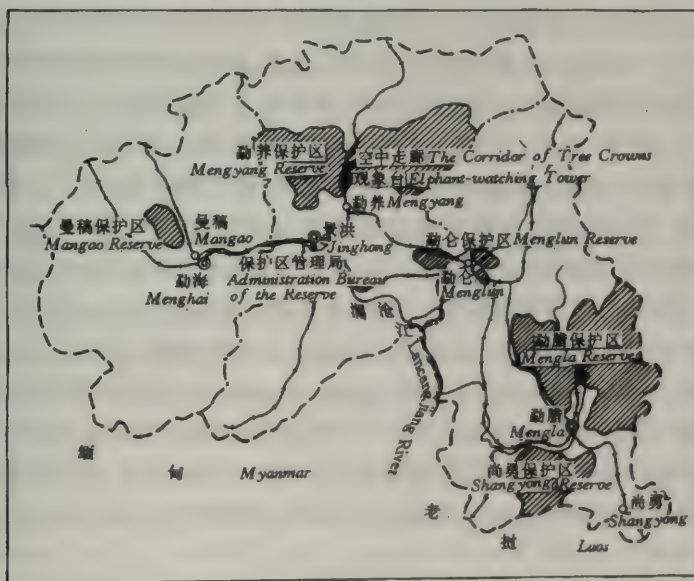 勐养保护区
Mengyang Reserve
空中走廊 The Corridor of Tree Crowns
观象台 Elphant-watching Tower
勐养 Mengyang
曼稿保护区
Mangao Reserve
曼稿
Mangao
景洪
Jinghong
勐仑保护区 Menglun Reserve
勐海
Menghai
保护区管理局
Administration Bureau
of the Reserve
勐仑
Menglun
澜沧江 Lancang Jiang River
勐腊保护区
Mengla Reserve
勐腊
Mengla
缅甸 Myanmar
尚勇保护区
Shangyong Reserve
尚勇
Shangyong
老挝 Luos